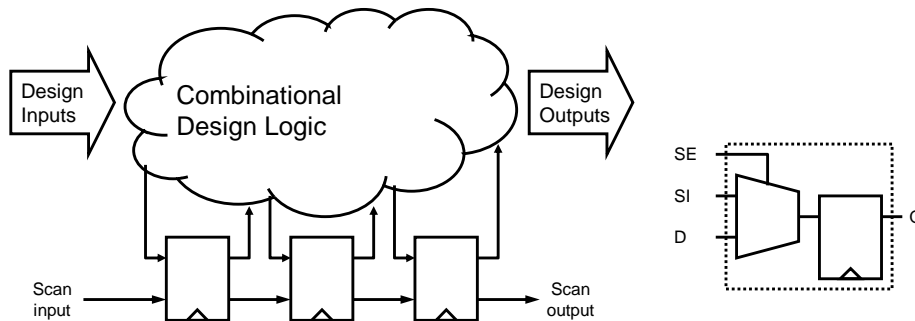 Design
Inputs
Combinational
Design Logic
Design
Outputs
SE
SI
D
Scan
input
Scan
output